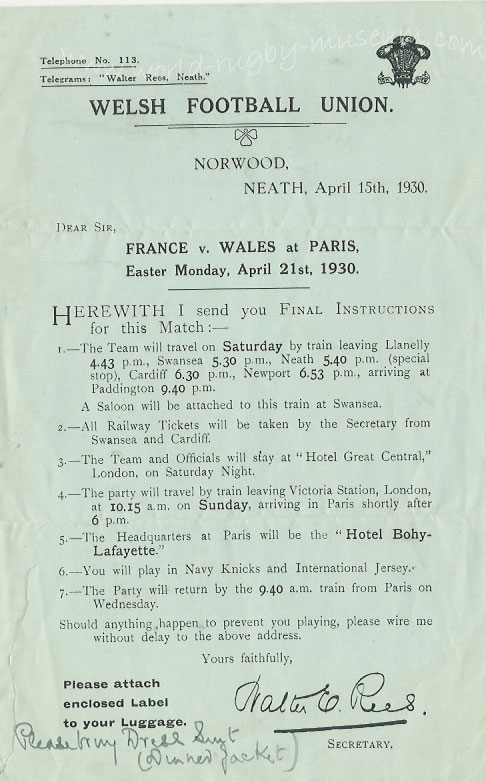 world-rugby-museum.com
Telephone No. 113.
Telegrams: "Walter Rees, Neath."
WELSH FOOTBALL UNION.
NORWOOD,
NEATH, April 15th, 1930.
DEAR SIR,
FRANCE v. WALES at PARIS,
Easter Monday, April 21st, 1930.
HEREWITH I send you FINAL INSTRUCTIONS
for this Match:—
1.—The Team will travel on Saturday by train leaving Llanelly
4.43 p.m., Swansea 5.30 p.m., Neath 5.40 p.m. (special
stop), Cardiff 6.30 p.m., Newport 6.53 p.m., arriving at
Paddington 9.40 p.m.
A Saloon will be attached to this train at Swansea.
2.—All Railway Tickets will be taken by the Secretary from
Swansea and Cardiff.
3.—The Team and Officials will stay at "Hotel Great Central,"
London, on Saturday Night.
4.—The party will travel by train leaving Victoria Station, London,
at 10.15 a.m. on Sunday, arriving in Paris shortly after
6 p.m.
5.—The Headquarters at Paris will be the "Hotel Bohy-
Lafayette."
6.—You will play in Navy Knicks and International Jersey.
7.—The Party will return by the 9.40 a.m. train from Paris on
Wednesday.
Should anything happen to prevent you playing, please wire me
without delay to the above address.
Yours faithfully,
Please attach
enclosed Label
to your Luggage.
Walter E. Rees.
SECRETARY.
Please bring Dress Suit
(Dinner Jacket)